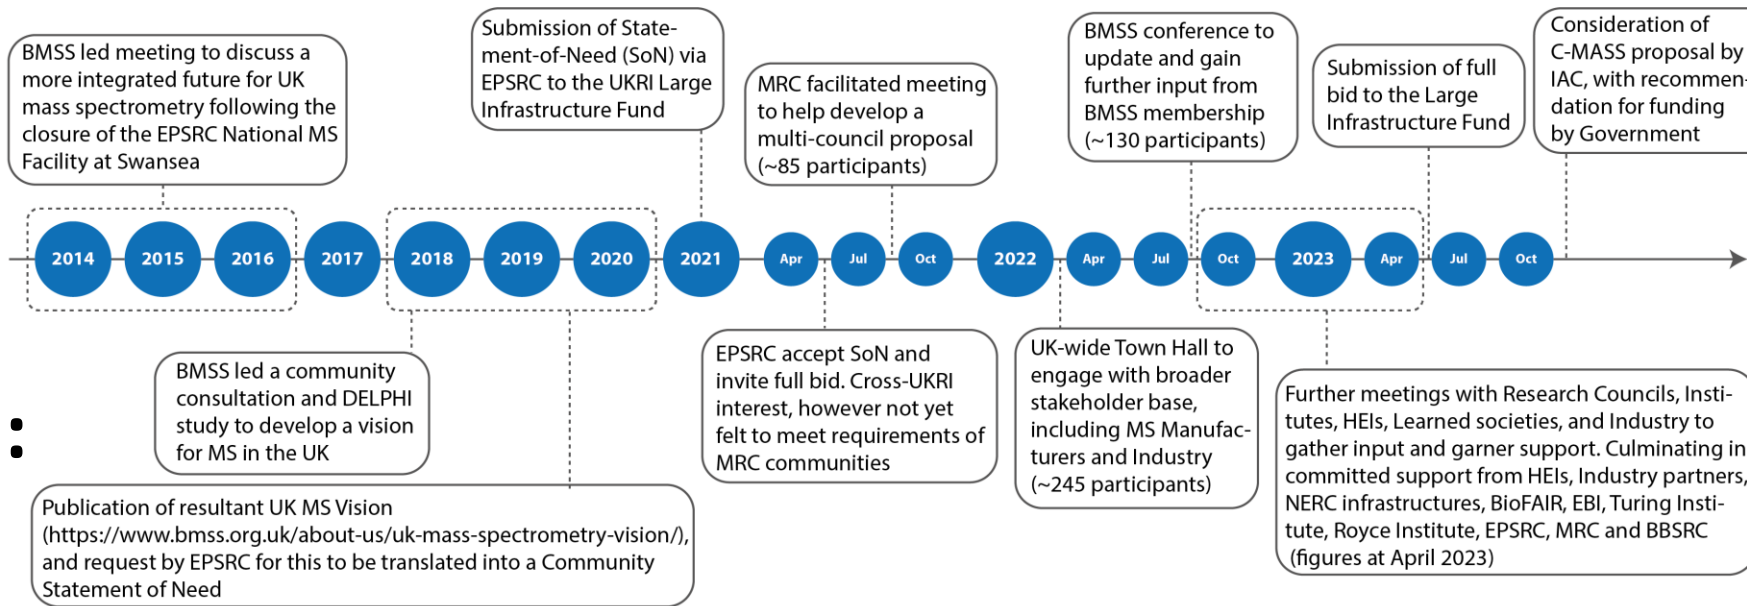 BMSS led meeting to discuss a
more integrated future for UK
mass spectrometry following the
closure of the EPSRC National MS
Facility at Swansea
Submission of State-
ment-of-Need (SoN) via
EPSRC to the UKRI Large
Infrastructure Fund
MRC facilitated meeting
to help develop a
multi-council proposal
(~85 participants)
BMSS conference to
update and gain
further input from
BMSS membership
(~130 participants)
Submission of full
bid to the Large
Infrastructure Fund
Consideration of
C-MASS proposal by
IAC, with recommen-
dation for funding
by Government
2014 2015 2016 2017 2018 2019 2020 2021 Apr Jul Oct 2022 Apr Jul Oct 2023 Apr Jul Oct
BMSS led a community
consultation and DELPHI
study to develop a vision
for MS in the UK
:
Publication of resultant UK MS Vision
(https://www.bmss.org.uk/about-us/uk-mass-spectrometry-vision/),
and request by EPSRC for this to be translated into a Community
Statement of Need
EPSRC accept SoN and
invite full bid. Cross-UKRI
interest, however not yet
felt to meet requirements of
MRC communities
UK-wide Town Hall to
engage with broader
stakeholder base,
including MS Manufac-
turers and Industry
(~245 participants)
Further meetings with Research Councils, Insti-
tutes, HEIs, Learned societies, and Industry to
gather input and garner support. Culminating in
committed support from HEIs, Industry partners,
NERC infrastructures, BioFAIR, EBI, Turing Insti-
tute, Royce Institute, EPSRC, MRC and BBSRC
(figures at April 2023)